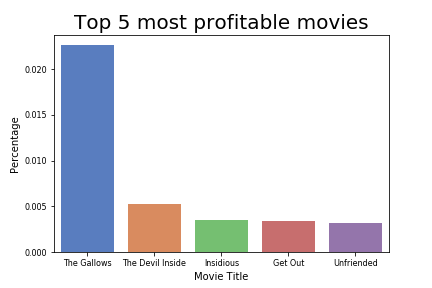 Top 5 most profitable movies
Percentage
0.020
0.015
0.010
0.005
0.000
The Gallows
The Devil Inside
Insidious
Get Out
Unfriended
Movie Title